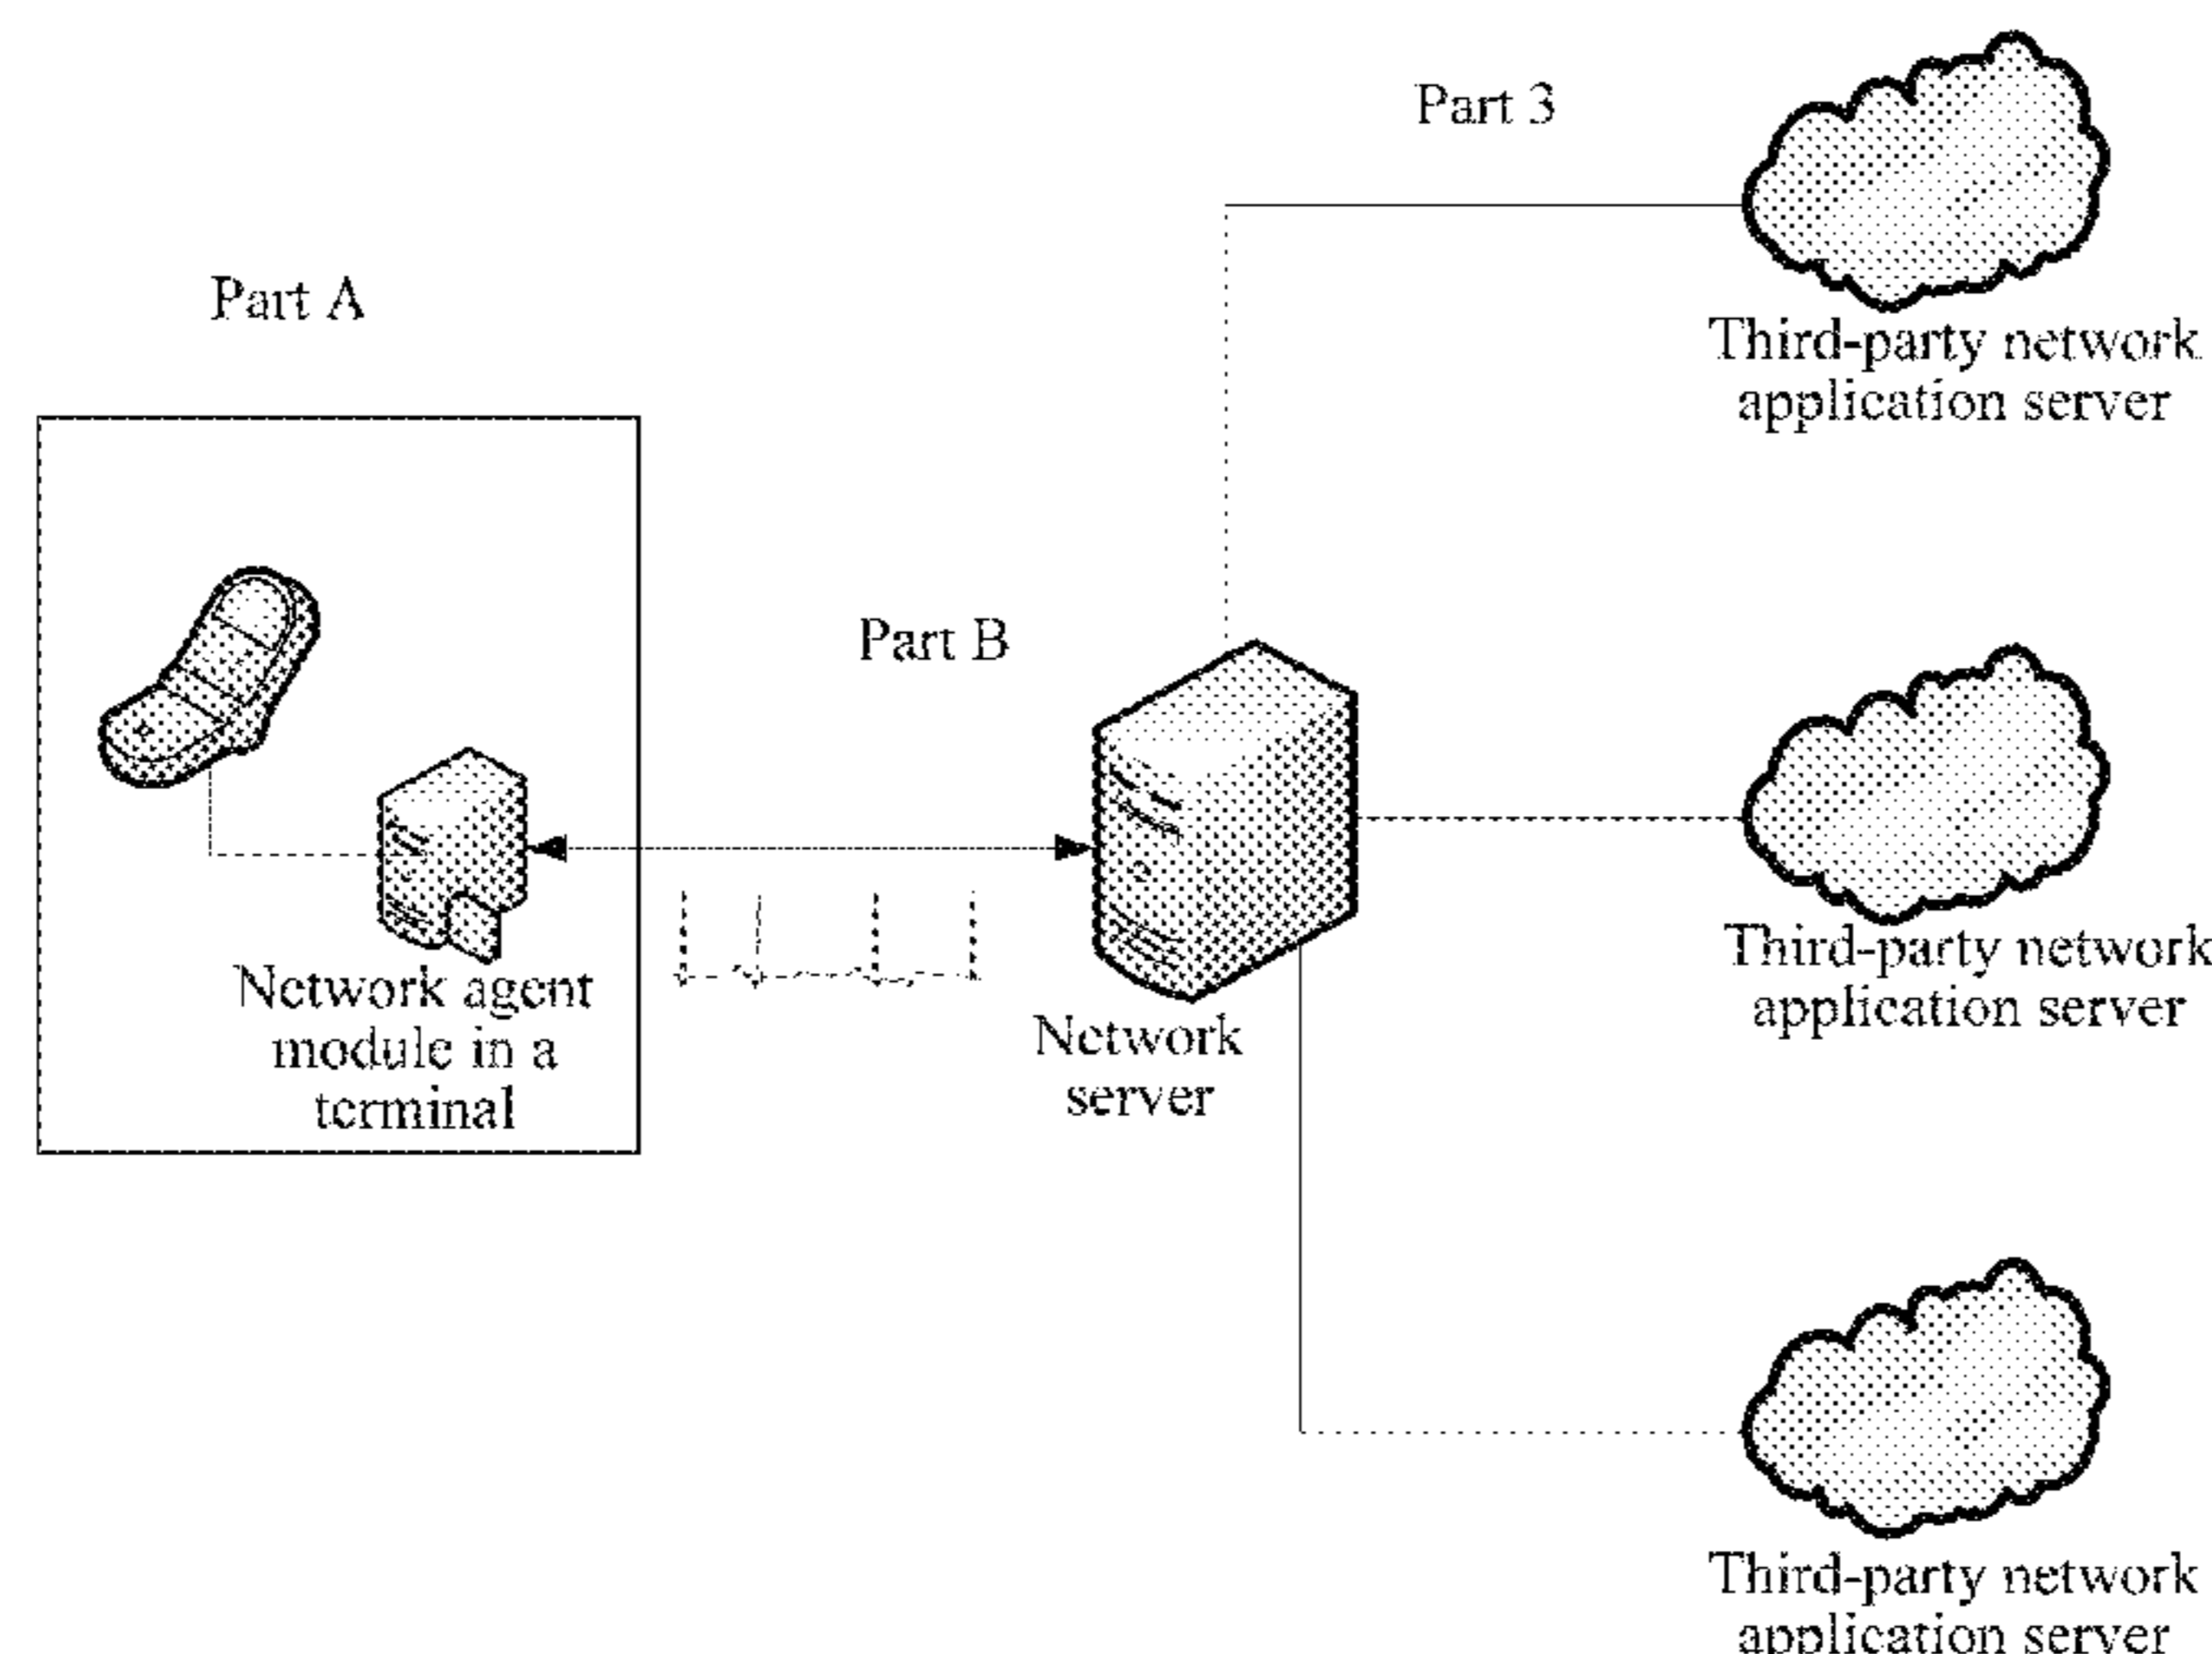 Part 3
Third-party network
application server
Part A
Part B
Network agent
module in a
terminal
Network
server
Third-party network
application server
Third-party network
application server